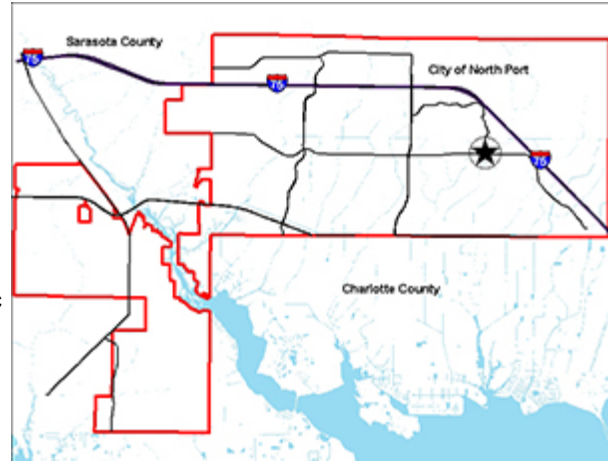 Sarasota County
75
City of North Port
75
75
Charlotte County